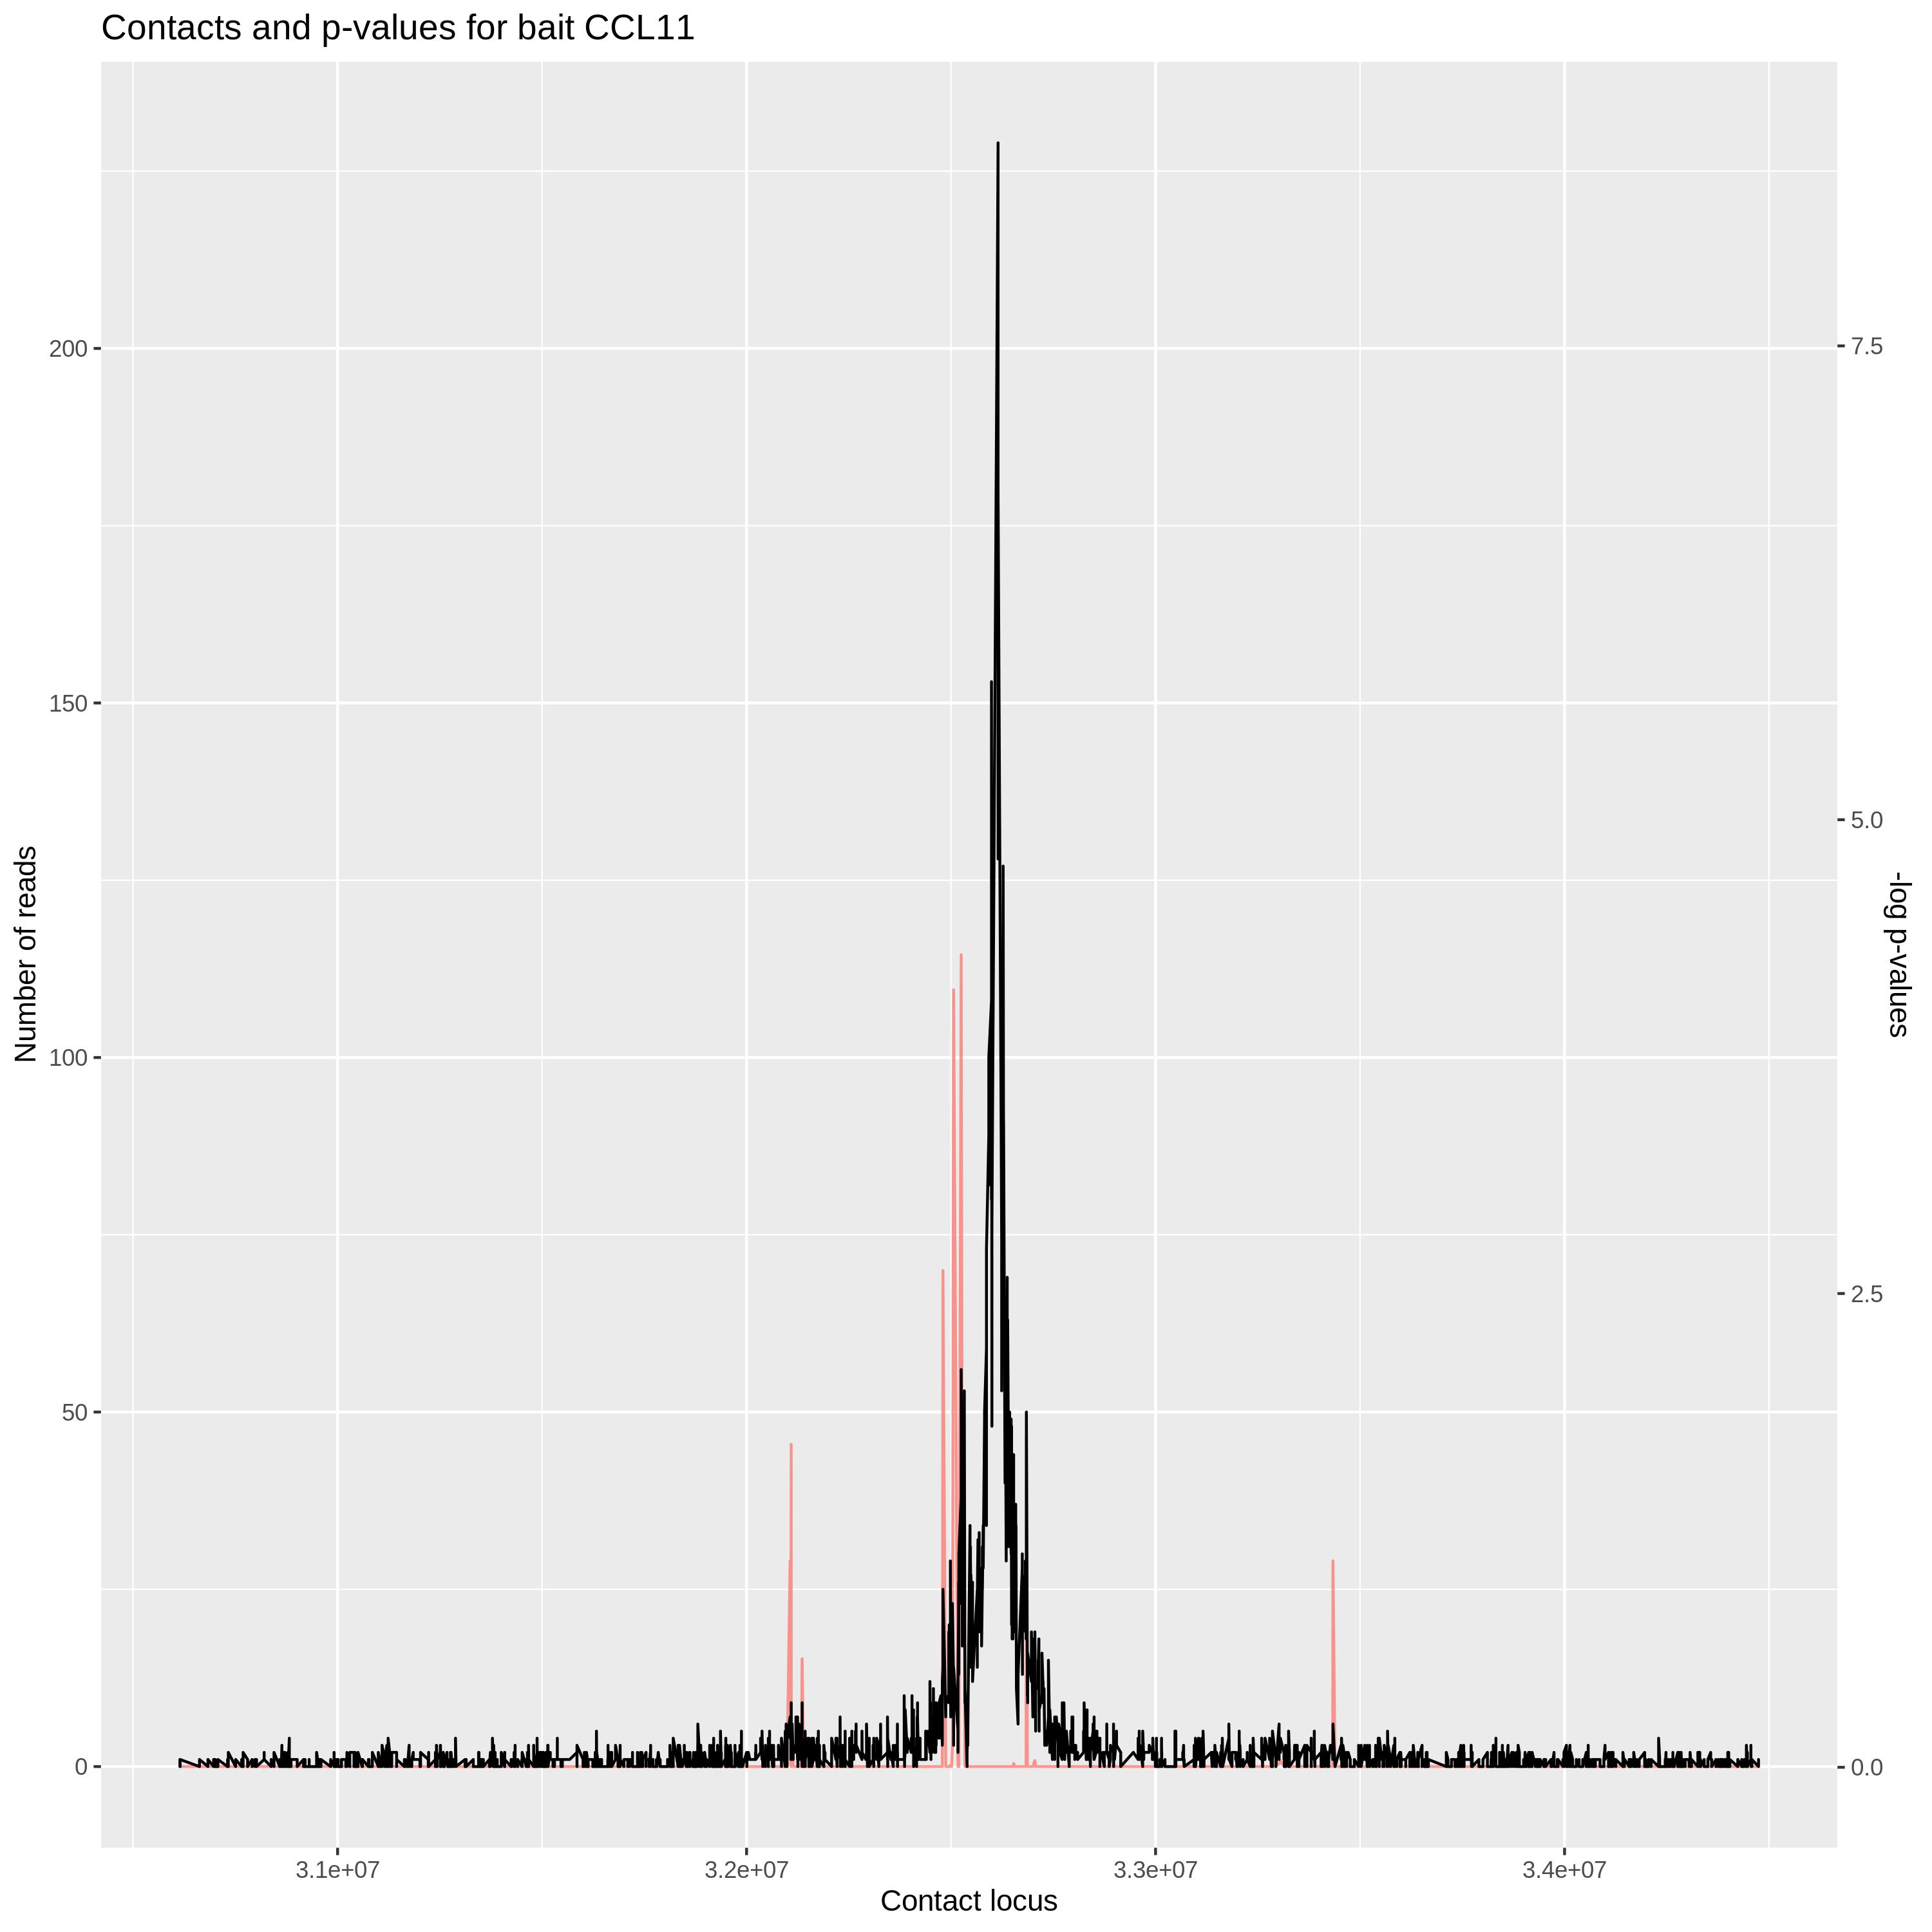 Contacts and p-values for bait CCL11
Number of reads
200
150
100
50
0
7.5
5.0
2.5
0.0
-log p-values
3.1e+07 3.2e+07 3.3e+07 3.4e+07
Contact locus